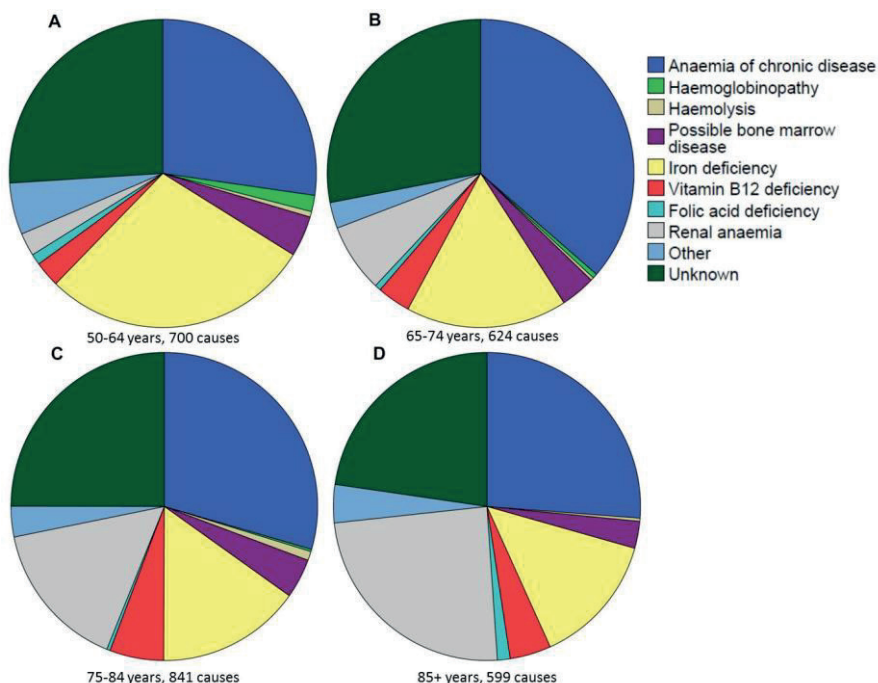 A
B
Anaemia of chronic disease
Haemoglobinopathy
Haemolysis
Possible bone marrow
disease
Iron deficiency
Vitamin B12 deficiency
Folic acid deficiency
Renal anaemia
Other
Unknown
50-64 years, 700 causes
65-74 years, 624 causes
C
D
75-84 years, 841 causes
85+ years, 599 causes